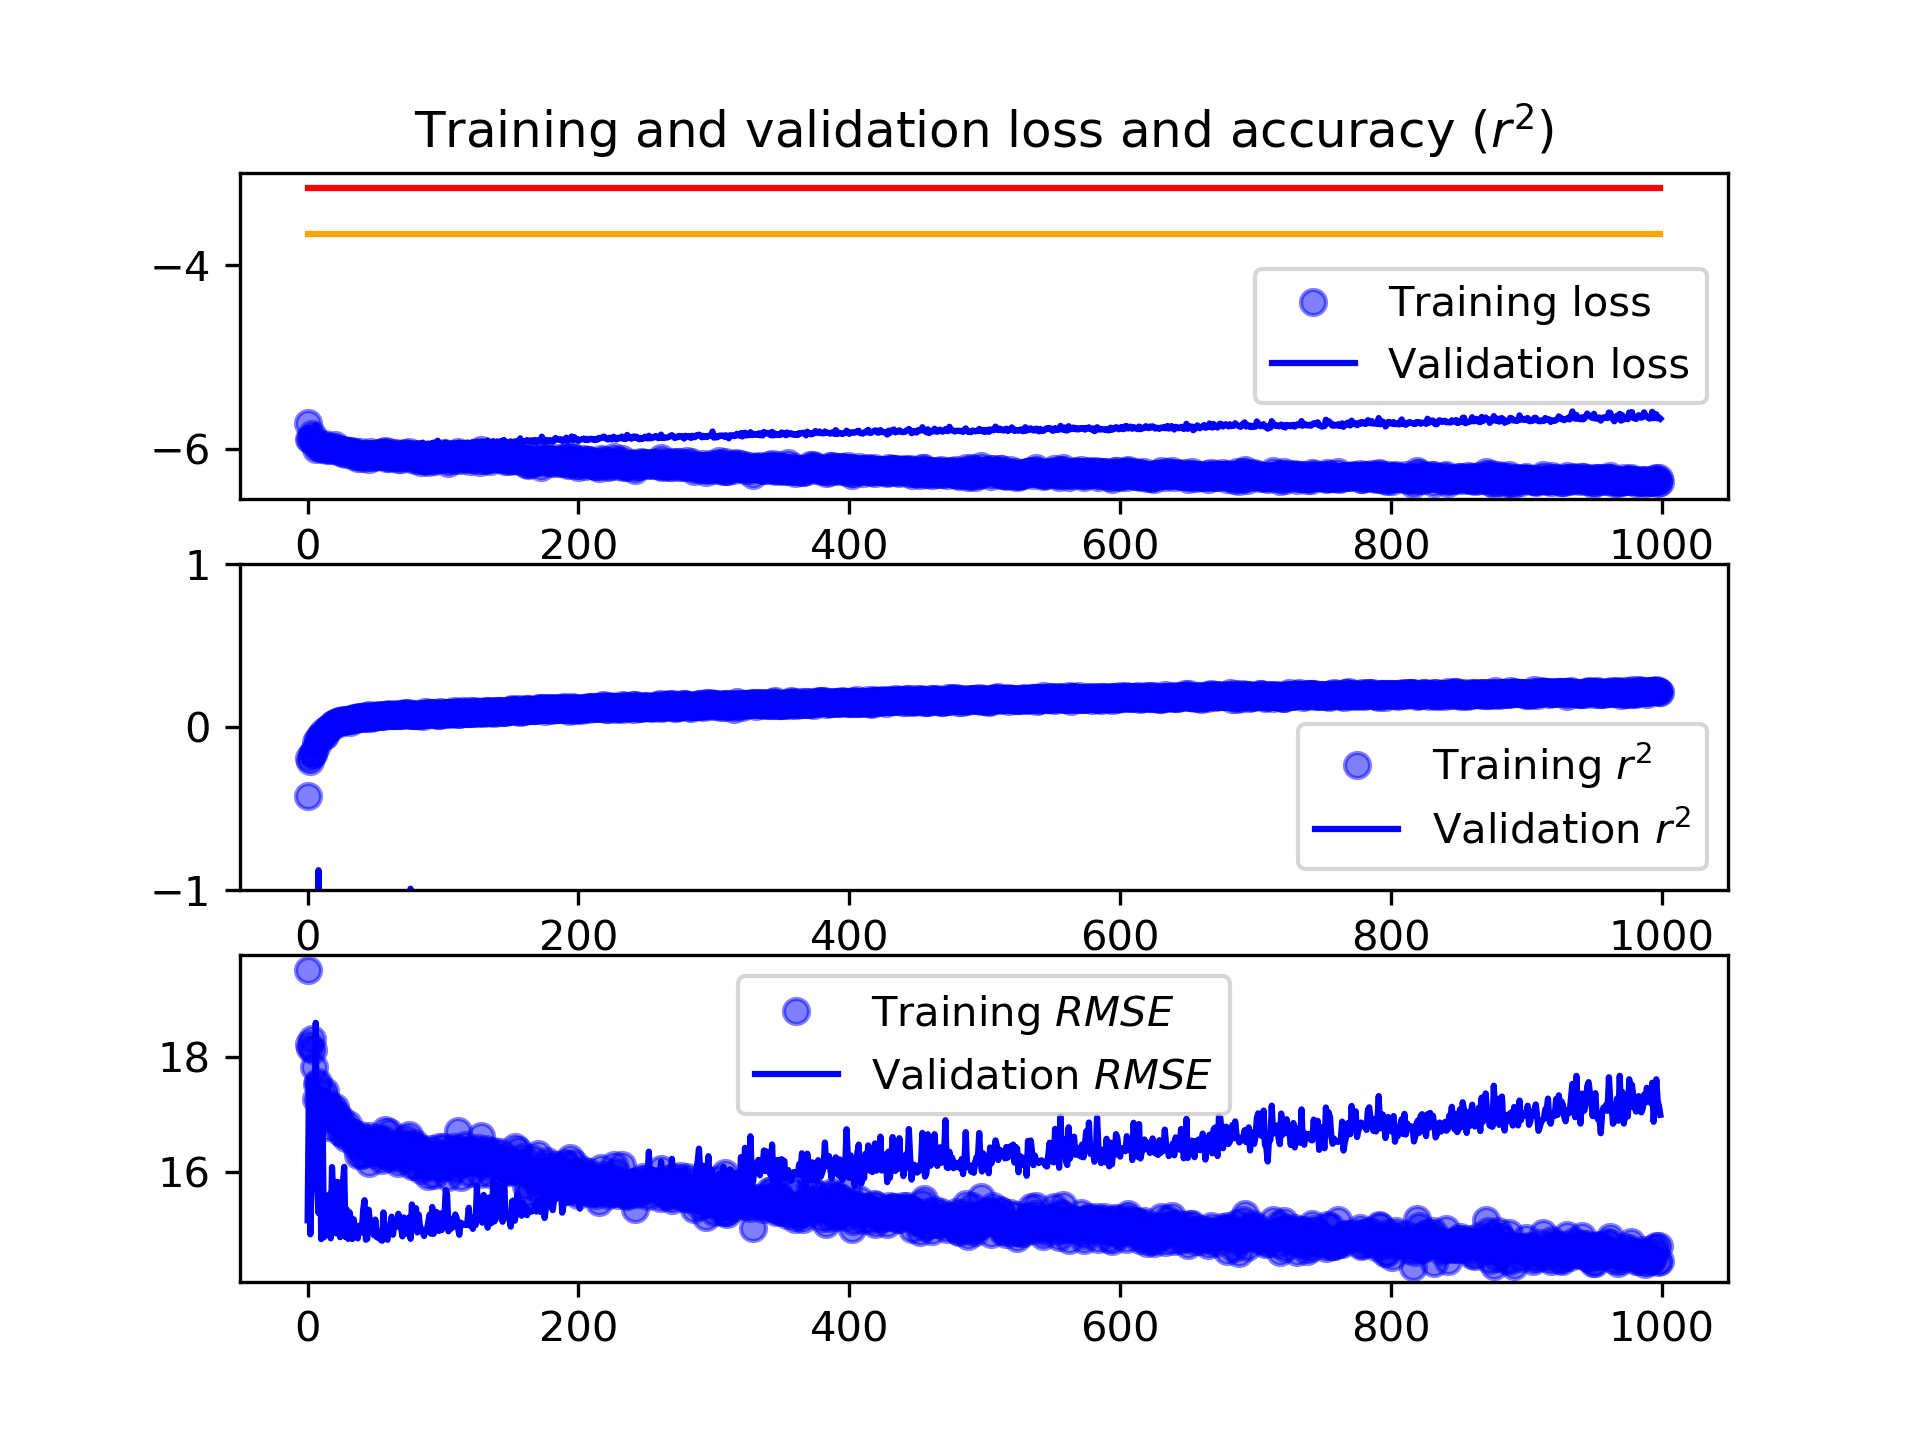 Training and validation loss and accuracy (r²)
−4
−6
Training loss
Validation loss
0 200 400 600 800 1000
1
0
−1
Training r²
Validation r²
0 200 400 600 800 1000
18
16
Training RMSE
Validation RMSE
0 200 400 600 800 1000